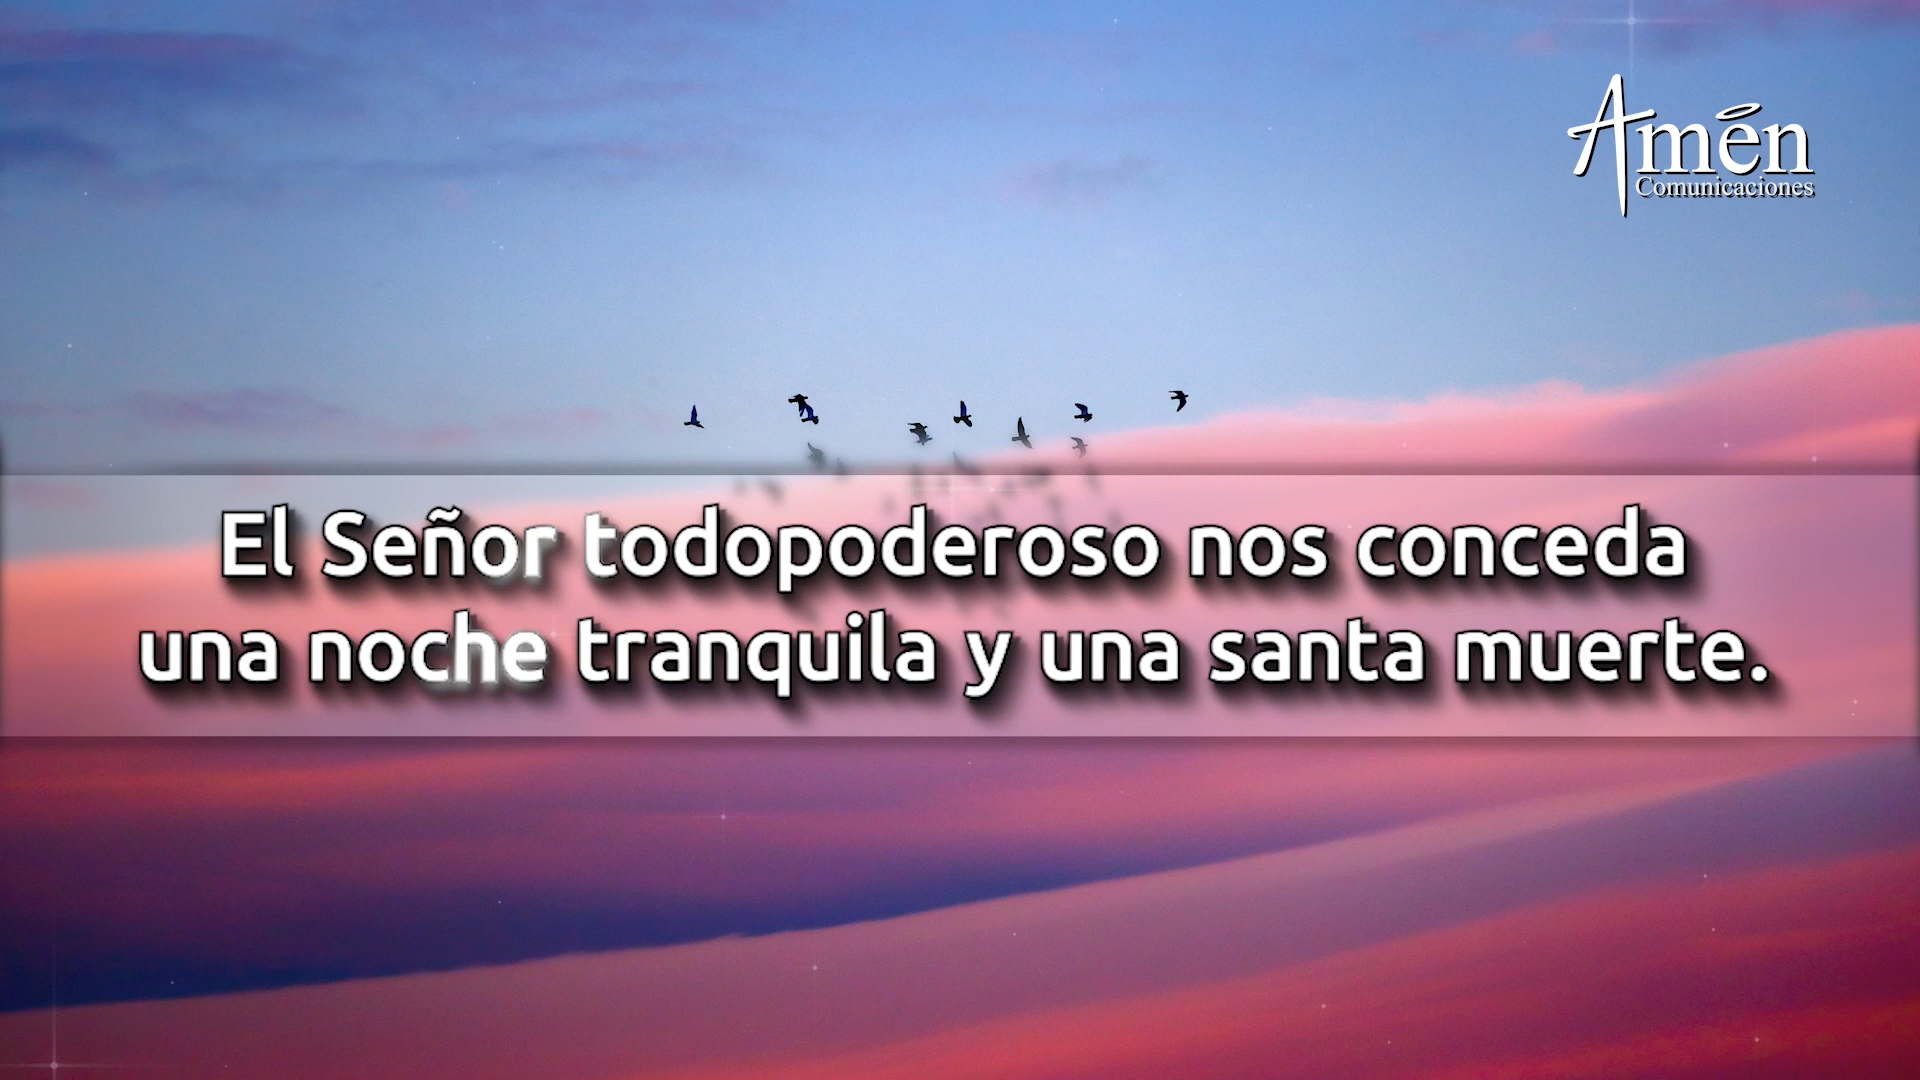 Amén
Comunicaciones
El Señor todopoderoso nos conceda
una noche tranquila y una santa muerte.